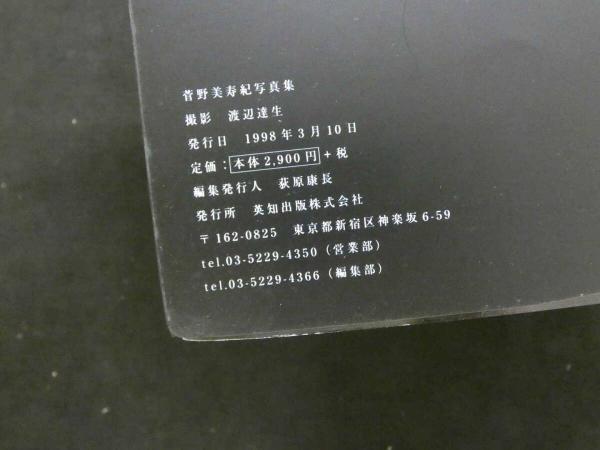 菅野美寿紀写真集
撮影 渡辺達生
発行日 1998年3月10日
定価:本体2,900円+税
編集発行人 荻原康長
発行所 英知出版株式会社
〒162-0825 東京都新宿区神楽坂6-59
tel.03-5229-4350(営業部)
tel.03-5229-4366(編集部)